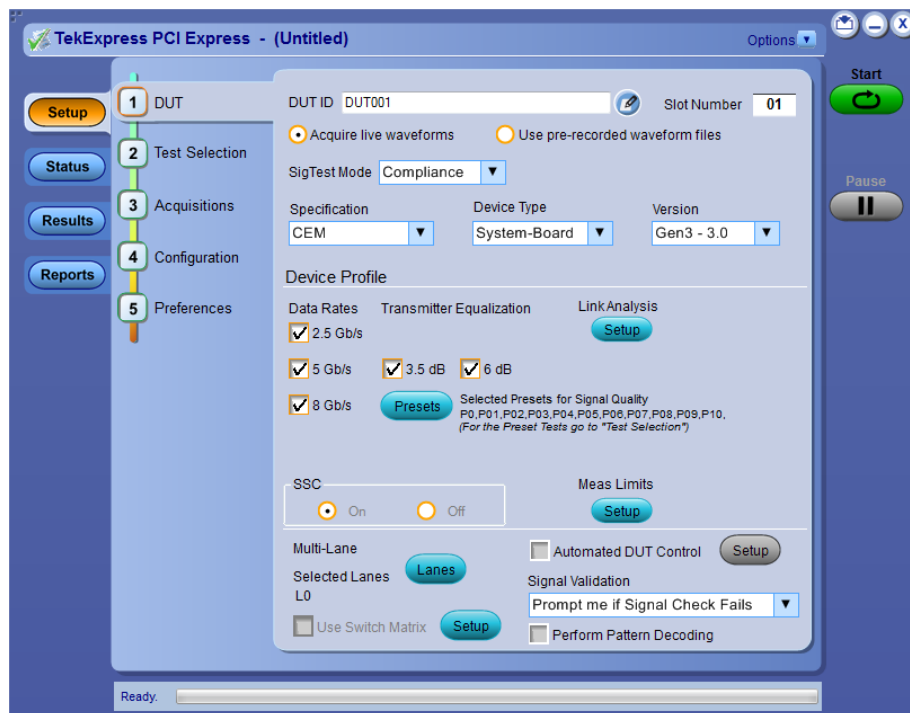 TekExpress PCI Express - (Untitled)
Options
X
Start
Pause
Setup
Status
Results
Reports
1 DUT
2 Test Selection
3 Acquisitions
4 Configuration
5 Preferences
DUT ID DUT001 Slot Number 01
Acquire live waveforms Use pre-recorded waveform files
SigTest Mode Compliance
Specification Device Type Version
CEM System-Board Gen3 - 3.0
Device Profile
Data Rates Transmitter Equalization Link Analysis
2.5 Gb/s Setup
5 Gb/s 3.5 dB 6 dB
8 Gb/s Presets Selected Presets for Signal Quality
P0,P01,P02,P03,P04,P05,P06,P07,P08,P09,P10,
(For the Preset Tests go to "Test Selection")
SSC Meas Limits
On Off Setup
Multi-Lane Automated DUT Control Setup
Selected Lanes Lanes
L0
Signal Validation
Prompt me if Signal Check Fails
Use Switch Matrix Setup
Perform Pattern Decoding
Ready.